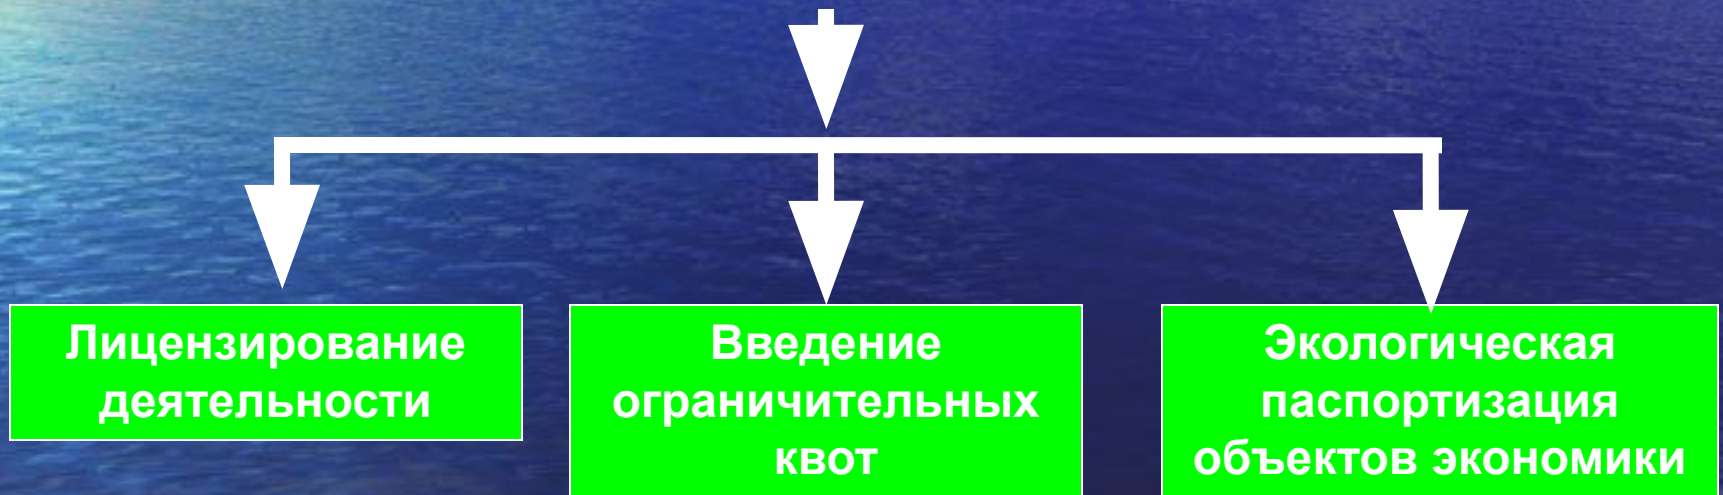 Лицензирование
деятельности
Введение
ограничительных
квот
Экологическая
паспортизация
объектов экономики